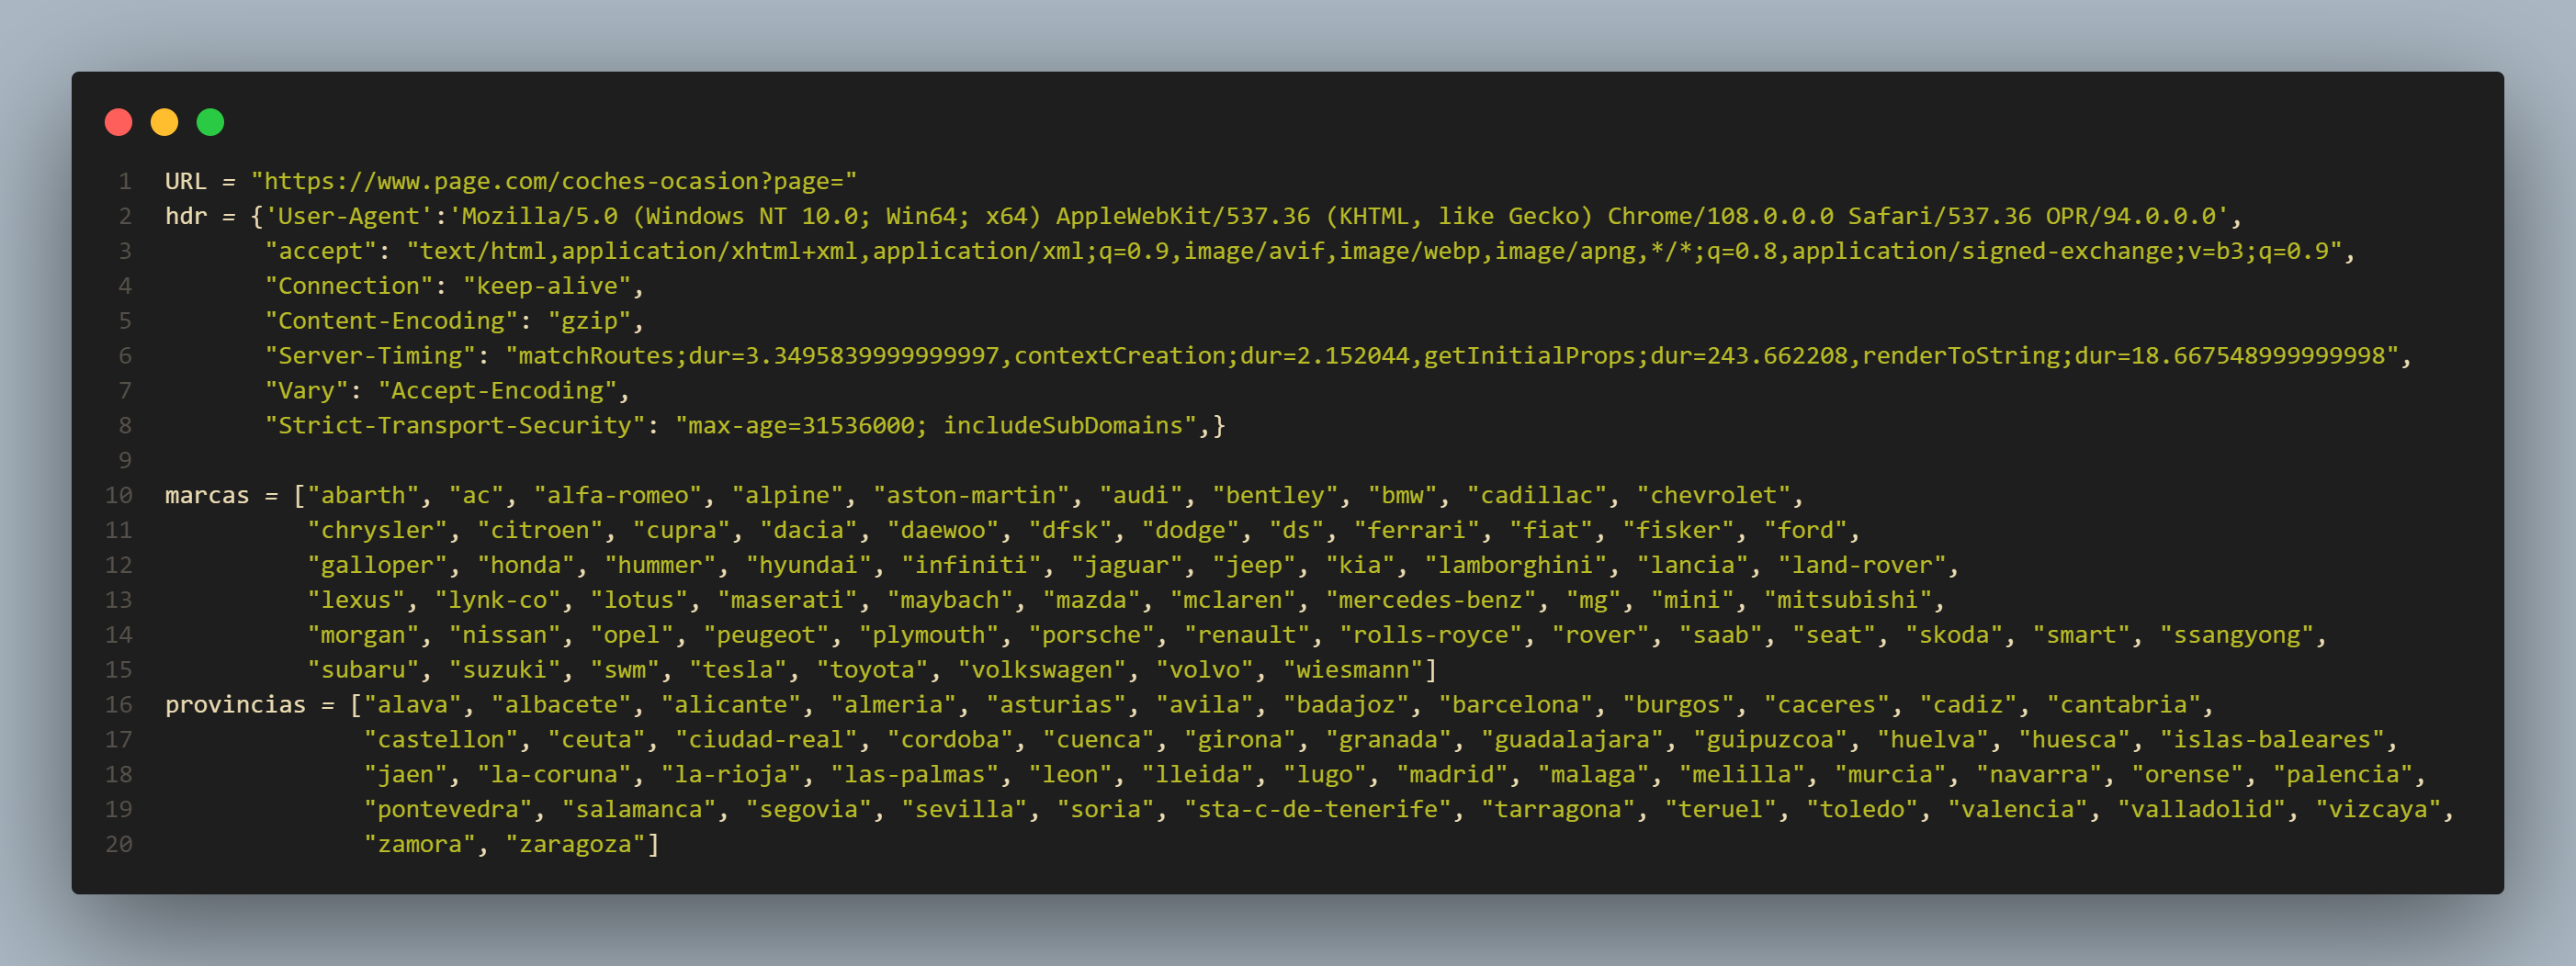 1 URL = "https://www.page.com/coches-ocasion?page="
2 hdr = {'User-Agent':'Mozilla/5.0 (Windows NT 10.0; Win64; x64) AppleWebKit/537.36 (KHTML, like Gecko) Chrome/108.0.0.0 Safari/537.36 OPR/94.0.0.0',
3 "accept": "text/html,application/xhtml+xml,application/xml;q=0.9,image/avif,image/webp,image/apng,*/*;q=0.8,application/signed-exchange;v=b3;q=0.9",
4 "Connection": "keep-alive",
5 "Content-Encoding": "gzip",
6 "Server-Timing": "matchRoutes;dur=3.3495839999999997,contextCreation;dur=2.152044,getInitialProps;dur=243.662208,renderToString;dur=18.667548999999998",
7 "Vary": "Accept-Encoding",
8 "Strict-Transport-Security": "max-age=31536000; includeSubDomains",}
9
10 marcas = ["abarth", "ac", "alfa-romeo", "alpine", "aston-martin", "audi", "bentley", "bmw", "cadillac", "chevrolet",
11 "chrysler", "citroen", "cupra", "dacia", "daewoo", "dfsk", "dodge", "ds", "ferrari", "fiat", "fisker", "ford",
12 "galloper", "honda", "hummer", "hyundai", "infiniti", "jaguar", "jeep", "kia", "lamborghini", "lancia", "land-rover",
13 "lexus", "lynk-co", "lotus", "maserati", "maybach", "mazda", "mclaren", "mercedes-benz", "mg", "mini", "mitsubishi",
14 "morgan", "nissan", "opel", "peugeot", "plymouth", "porsche", "renault", "rolls-royce", "rover", "saab", "seat", "skoda", "smart", "ssangyong",
15 "subaru", "suzuki", "swm", "tesla", "toyota", "volkswagen", "volvo", "wiesmann"]
16 provincias = ["alava", "albacete", "alicante", "almeria", "asturias", "avila", "badajoz", "barcelona", "burgos", "caceres", "cadiz", "cantabria",
17 "castellon", "ceuta", "ciudad-real", "cordoba", "cuenca", "girona", "granada", "guadalajara", "guipuzcoa", "huelva", "huesca", "islas-baleares",
18 "jaen", "la-coruna", "la-rioja", "las-palmas", "leon", "lleida", "lugo", "madrid", "malaga", "melilla", "murcia", "navarra", "orense", "palencia",
19 "pontevedra", "salamanca", "segovia", "sevilla", "soria", "sta-c-de-tenerife", "tarragona", "teruel", "toledo", "valencia", "valladolid", "vizcaya",
20 "zamora", "zaragoza"]